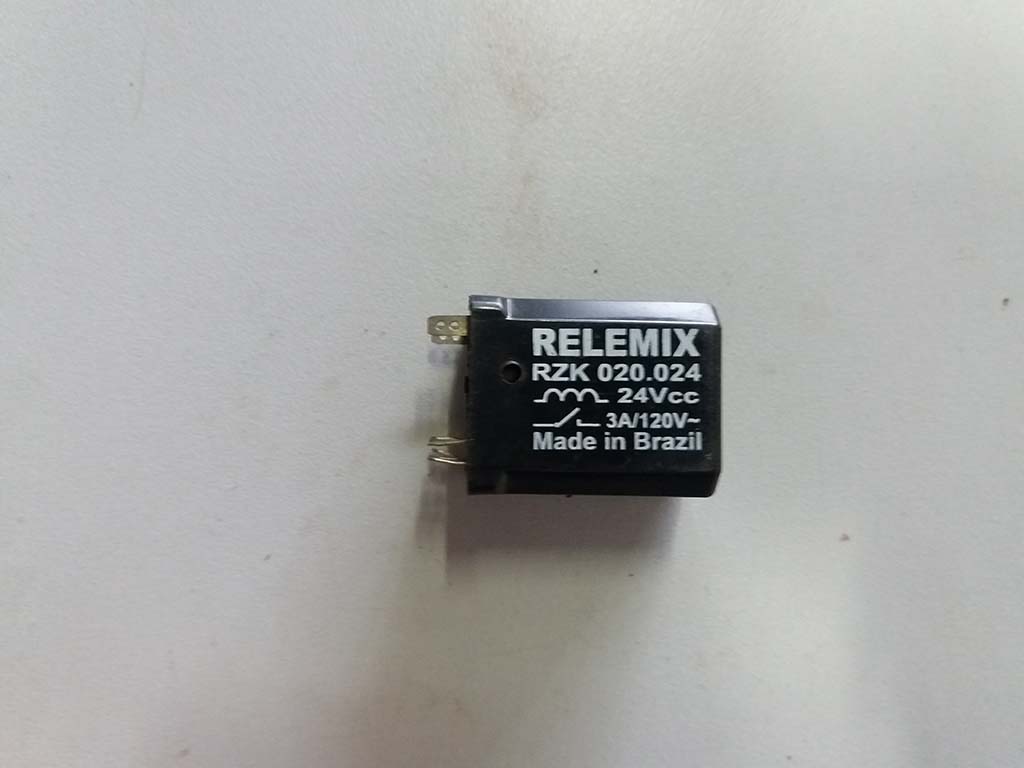 RELEMIX
RZK 020.024
24Vcc
3A/120V~
Made in Brazil